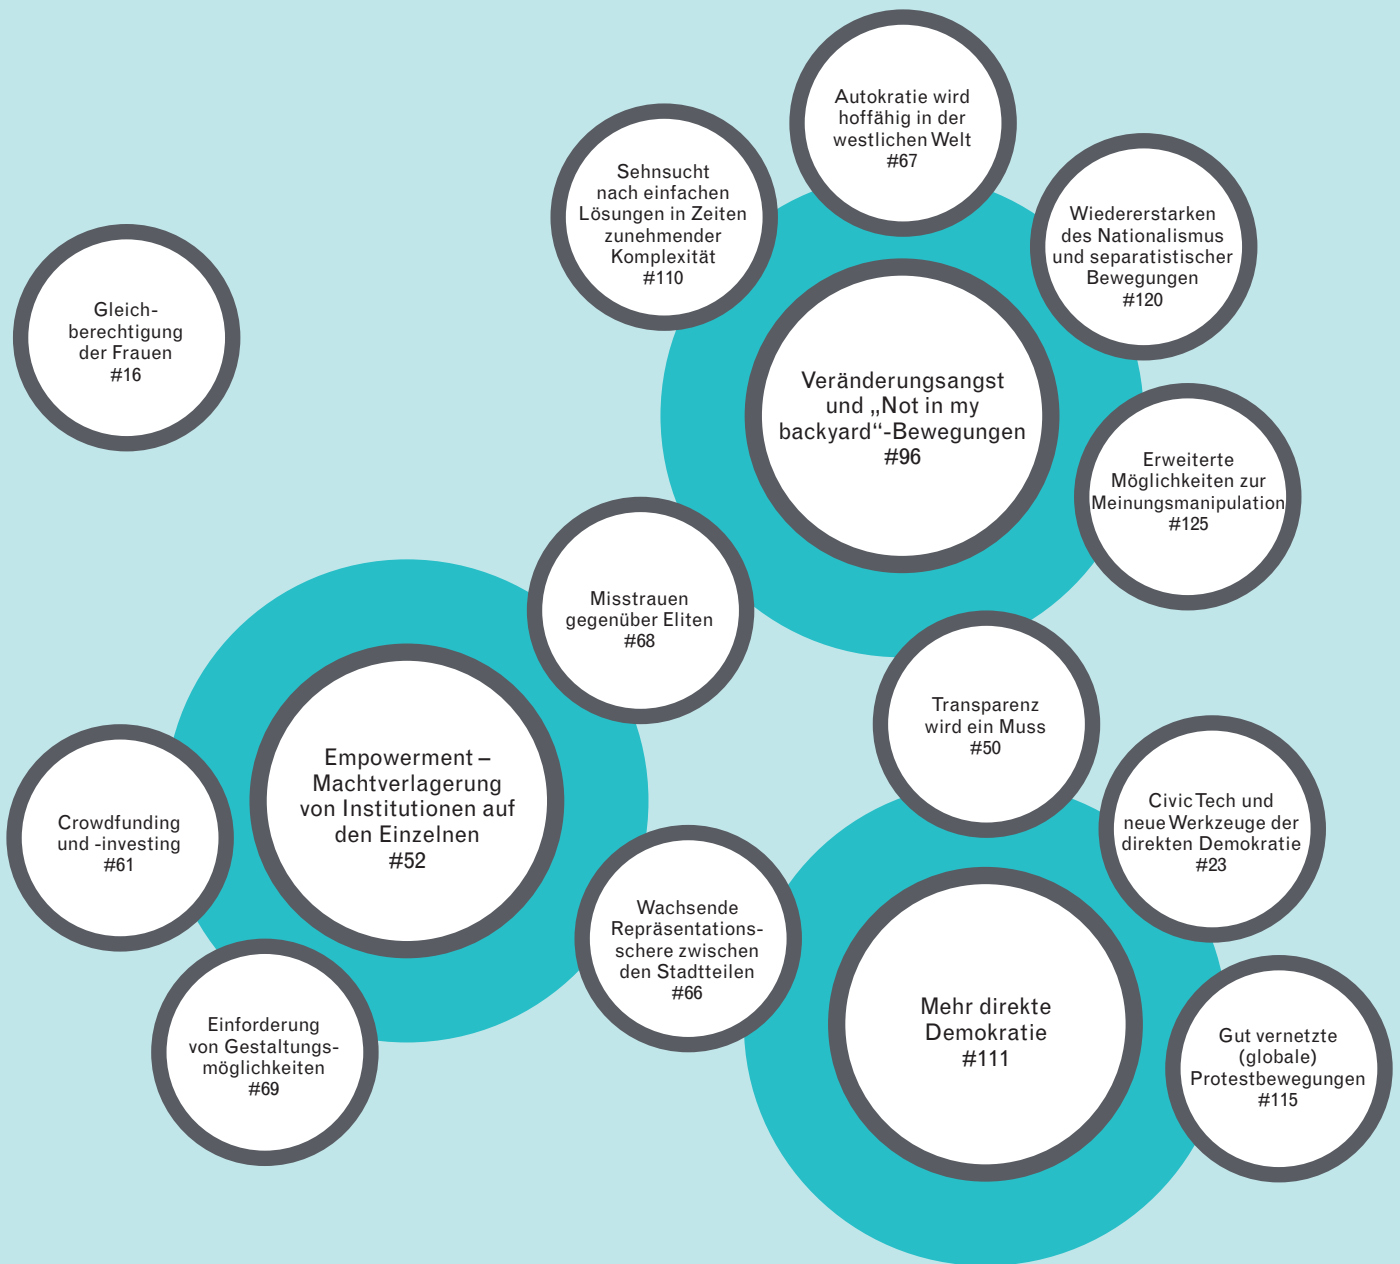 Autokratie wird
hoffähig in der
westlichen Welt
#67
Sehnsucht
nach einfachen
Lösungen in Zeiten
zunehmender
Komplexität
#110
Wiedererstarken
des Nationalismus
und separatistischer
Bewegungen
#120
Gleich-
berechtigung
der Frauen
#16
Veränderungsangst
und „Not in my
backyard“-Bewegungen
#96
Erweiterte
Möglichkeiten zur
Meinungsmanipulation
#125
Misstrauen
gegenüber Eliten
#68
Transparenz
wird ein Muss
#50
Empowerment –
Machtverlagerung
von Institutionen auf
den Einzelnen
#52
Civic Tech und
neue Werkzeuge der
direkten Demokratie
#23
Crowdfunding
und -investing
#61
Wachsende
Repräsentations-
schere zwischen
den Stadtteilen
#66
Mehr direkte
Demokratie
#111
Einforderung
von Gestaltungs-
möglichkeiten
#69
Gut vernetzte
(globale)
Protestbewegungen
#115